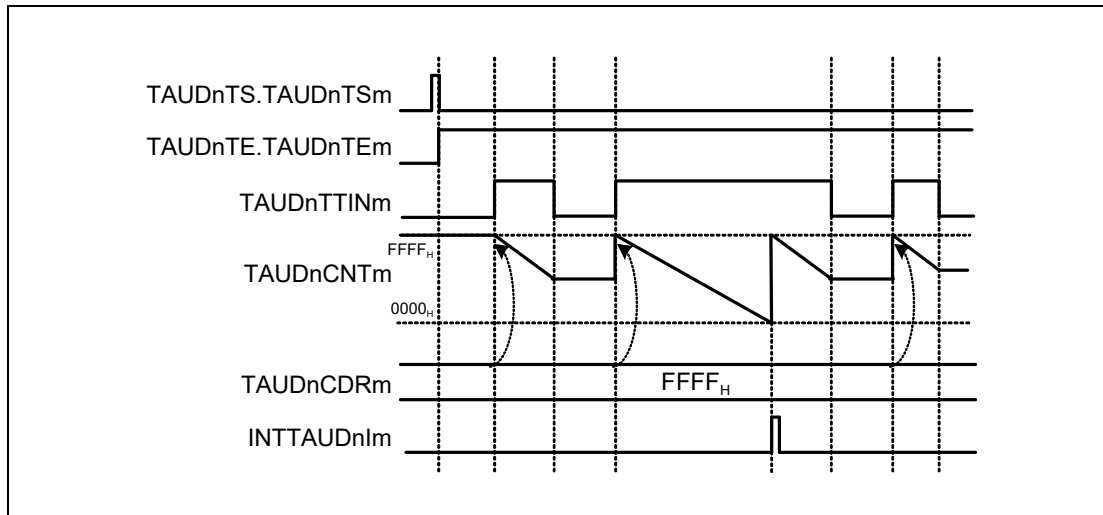 TAUDnTS.TAUDnTSm
TAUDnTE.TAUDnTEm
TAUDnTTINm
FFFFH
TAUDnCNTm
0000H
TAUDnCDRm
FFFFH
INTTAUDnIm